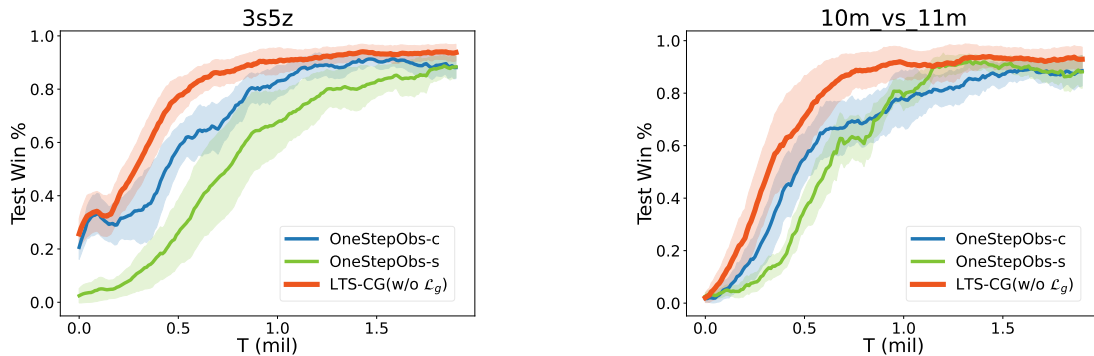 3s5z
Test Win %
1.0
0.8
0.6
0.4
0.2
0.0
OneStepObs-c
OneStepObs-s
LTS-CG(w/o ℒg)
0.0 0.5 1.0 1.5
T (mil)
10m_vs_11m
Test Win %
1.0
0.8
0.6
0.4
0.2
0.0
OneStepObs-c
OneStepObs-s
LTS-CG(w/o ℒg)
0.0 0.5 1.0 1.5
T (mil)